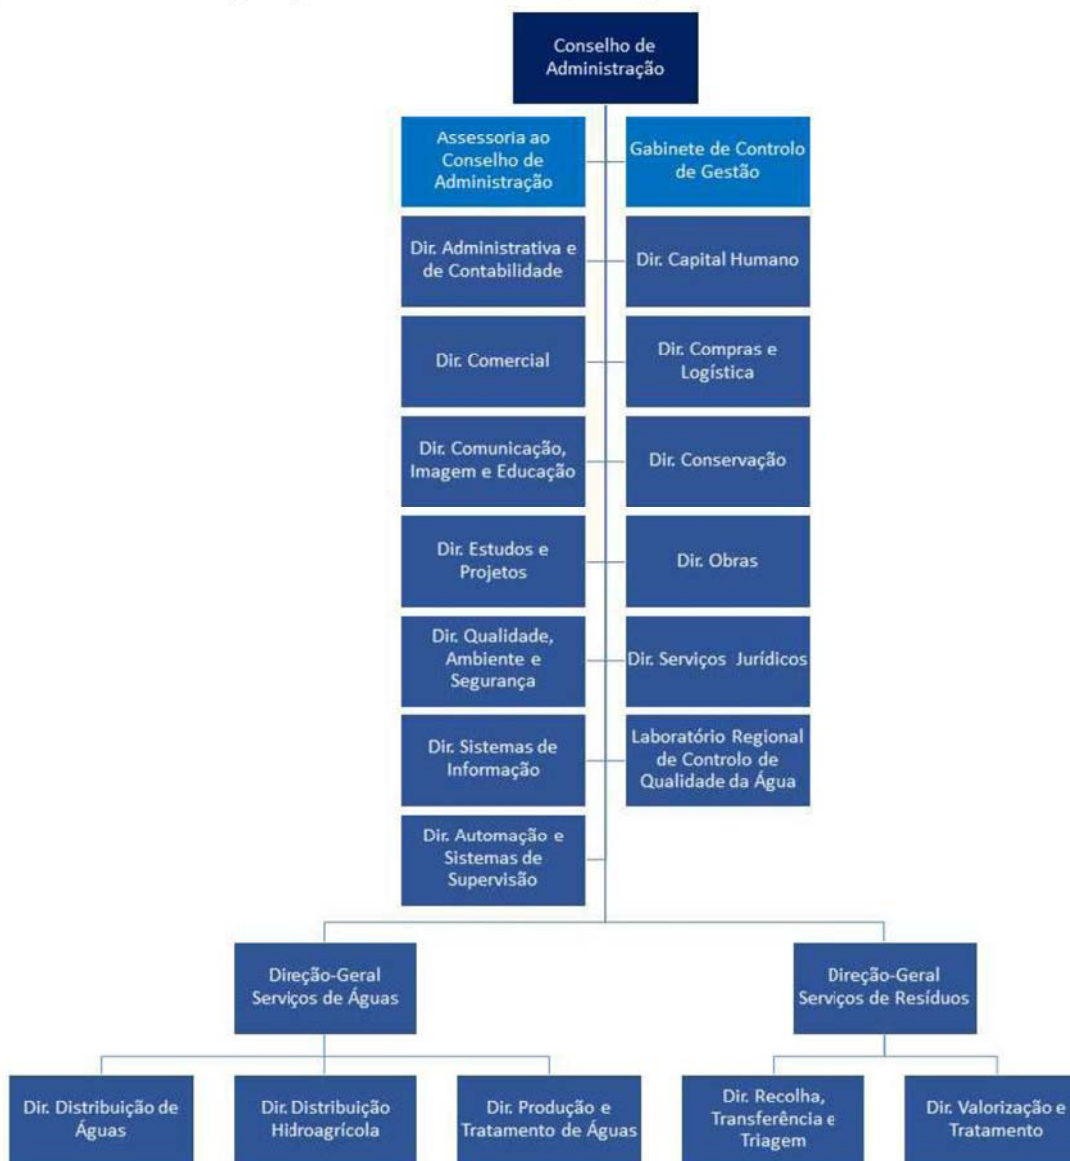 Conselho de
Administração
Assessoria ao
Conselho de
Administração
Gabinete de Controlo
de Gestão
Dir. Administrativa e
de Contabilidade
Dir. Capital Humano
Dir. Comercial
Dir. Compras e
Logística
Dir. Comunicação,
Imagem e Educação
Dir. Conservação
Dir. Estudos e
Projetos
Dir. Obras
Dir. Qualidade,
Ambiente e
Segurança
Dir. Serviços Jurídicos
Dir. Sistemas de
Informação
Laboratório Regional
de Controlo de
Qualidade da Água
Dir. Automação e
Sistemas de
Supervisão
Direção-Geral
Serviços de Águas
Direção-Geral
Serviços de Resíduos
Dir. Distribuição de
Águas
Dir. Distribuição
Hidroagrícola
Dir. Produção e
Tratamento de Águas
Dir. Recolha,
Transferência e
Triagem
Dir. Valorização e
Tratamento